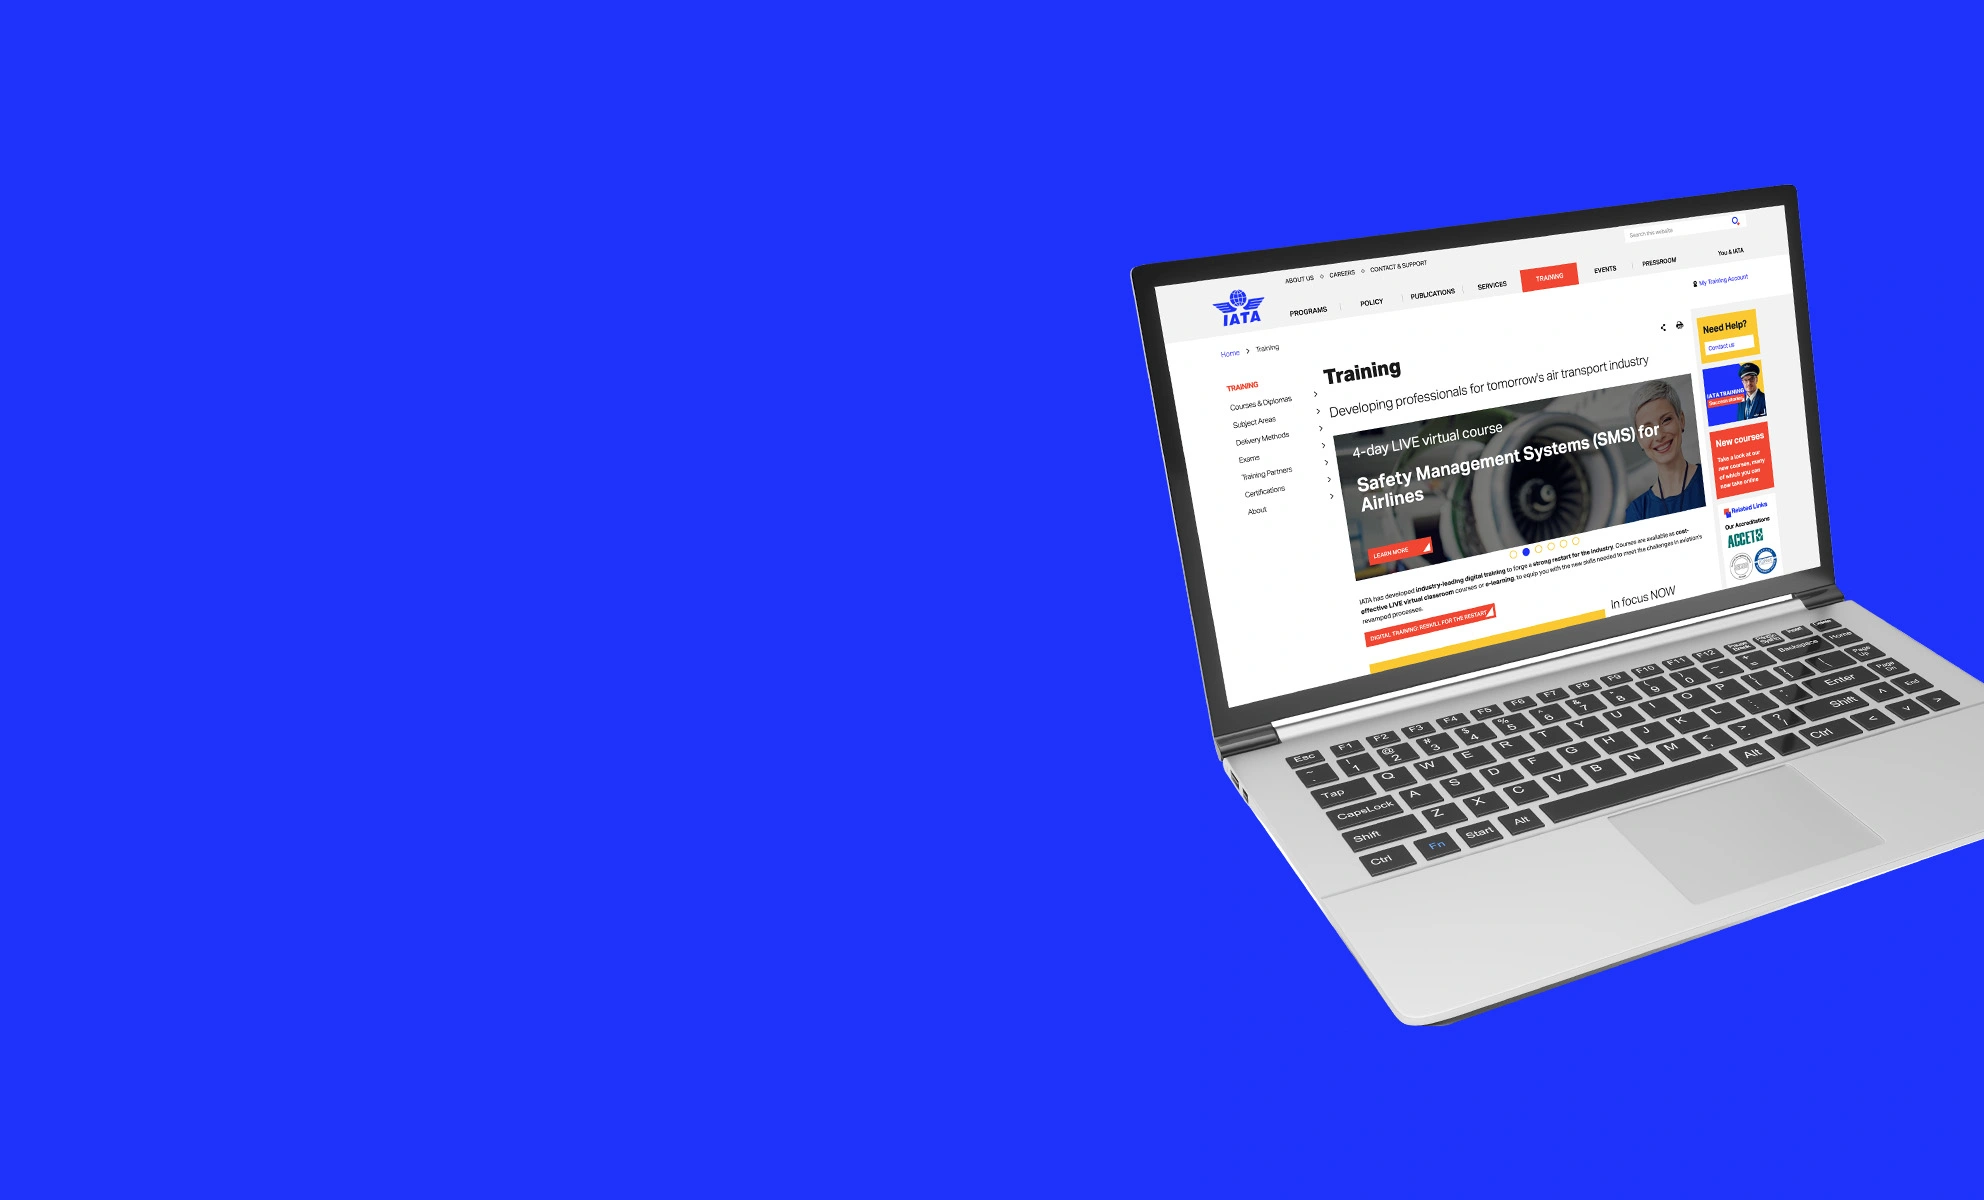 Search this website
ABOUT US
CAREERS
CONTACT & SUPPORT
IATA
PROGRAMS
POLICY
PUBLICATIONS
SERVICES
TRAINING
EVENTS
PRESSROOM
You & IATA
My Training Account
Home > Training
TRAINING
Courses & Diplomas
Subject Areas
Delivery Methods
Exams
Training Partners
Certifications
About
Training
Developing professionals for tomorrow's air transport industry
4-day LIVE virtual course
Safety Management Systems (SMS) for
Airlines
LEARN MORE
IATA has developed industry-leading digital training to forge a strong restart for the industry. Courses are available as cost-
effective LIVE virtual classroom courses or e-learning, to equip you with the new skills needed to meet the challenges in aviation's
revamped processes.
DIGITAL TRAINING: RESKILL FOR THE RESTART
In focus NOW
Need Help?
Contact us
IATA TRAINING
Success stories
New courses
Take a look at our
new courses, many
of which you can
now take online
Related Links
Our Accreditations
ACCET
Esc F1 F2 F3 F4 F5 F6 F7 F8 F9 F10 F11 F12 Home
~ ! 1 @ 2 # 3 $ 4 % 5 ^ 6 & 7 * 8 ( 9 ) 0 - + = Backspace Page Up
Tap Q W E R T Y U I O P { [ } ] Page Dn
CapsLock A S D F G H J K L : ; Enter End
Shift Z X C V B N M < , > . ? Shift
Ctrl Fn Start Alt Alt Ctrl